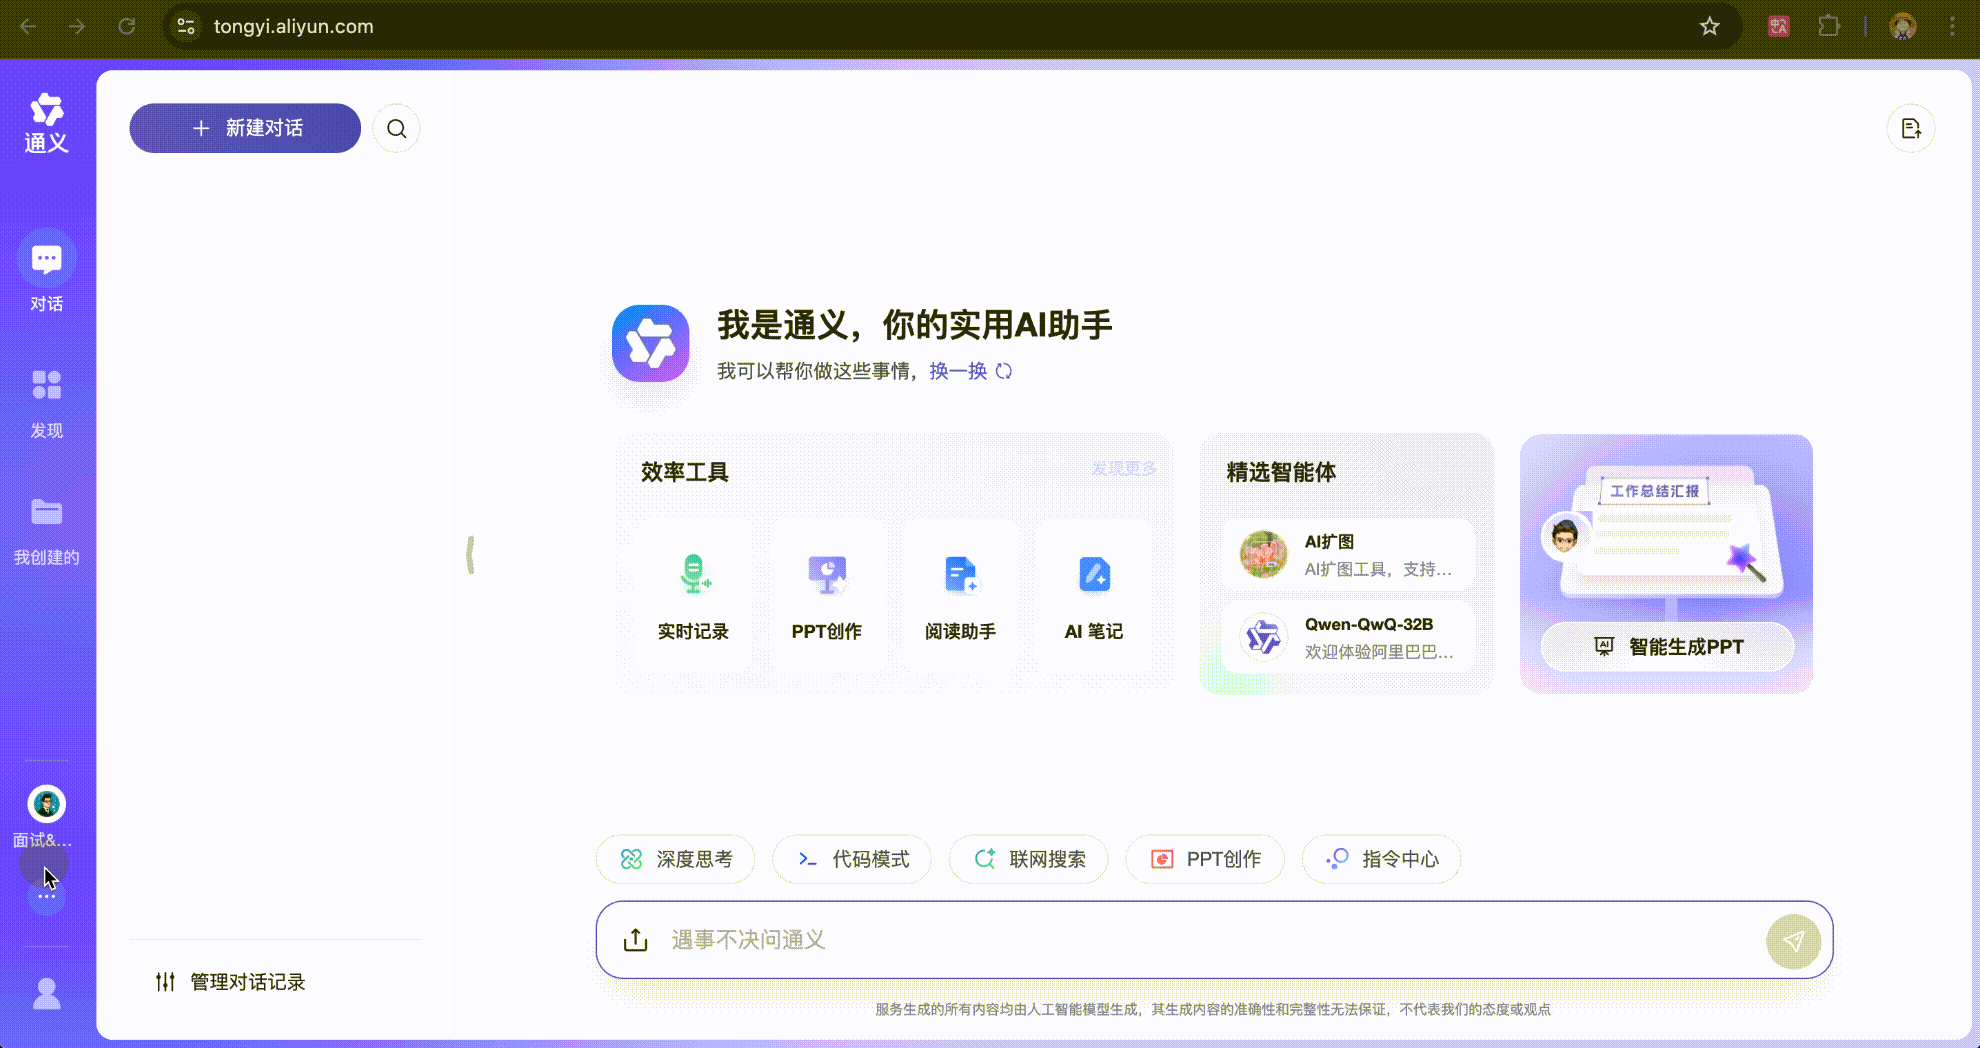 tongyi.aliyun.com
通义
对话
发现
我创建的
面试&...
新建对话
管理对话记录
我是通义，你的实用AI助手
我可以帮你做这些事情，换一换
效率工具
发现更多
实时记录
PPT创作
阅读助手
AI 笔记
精选智能体
AI扩图
AI扩图工具，支持...
Qwen-QwQ-32B
欢迎体验阿里巴巴...
工作总结汇报
AI 智能生成PPT
深度思考
代码模式
联网搜索
PPT创作
指令中心
遇事不决问通义
服务生成的所有内容均由人工智能模型生成，其生成内容的准确性和完整性无法保证，不代表我们的态度或观点